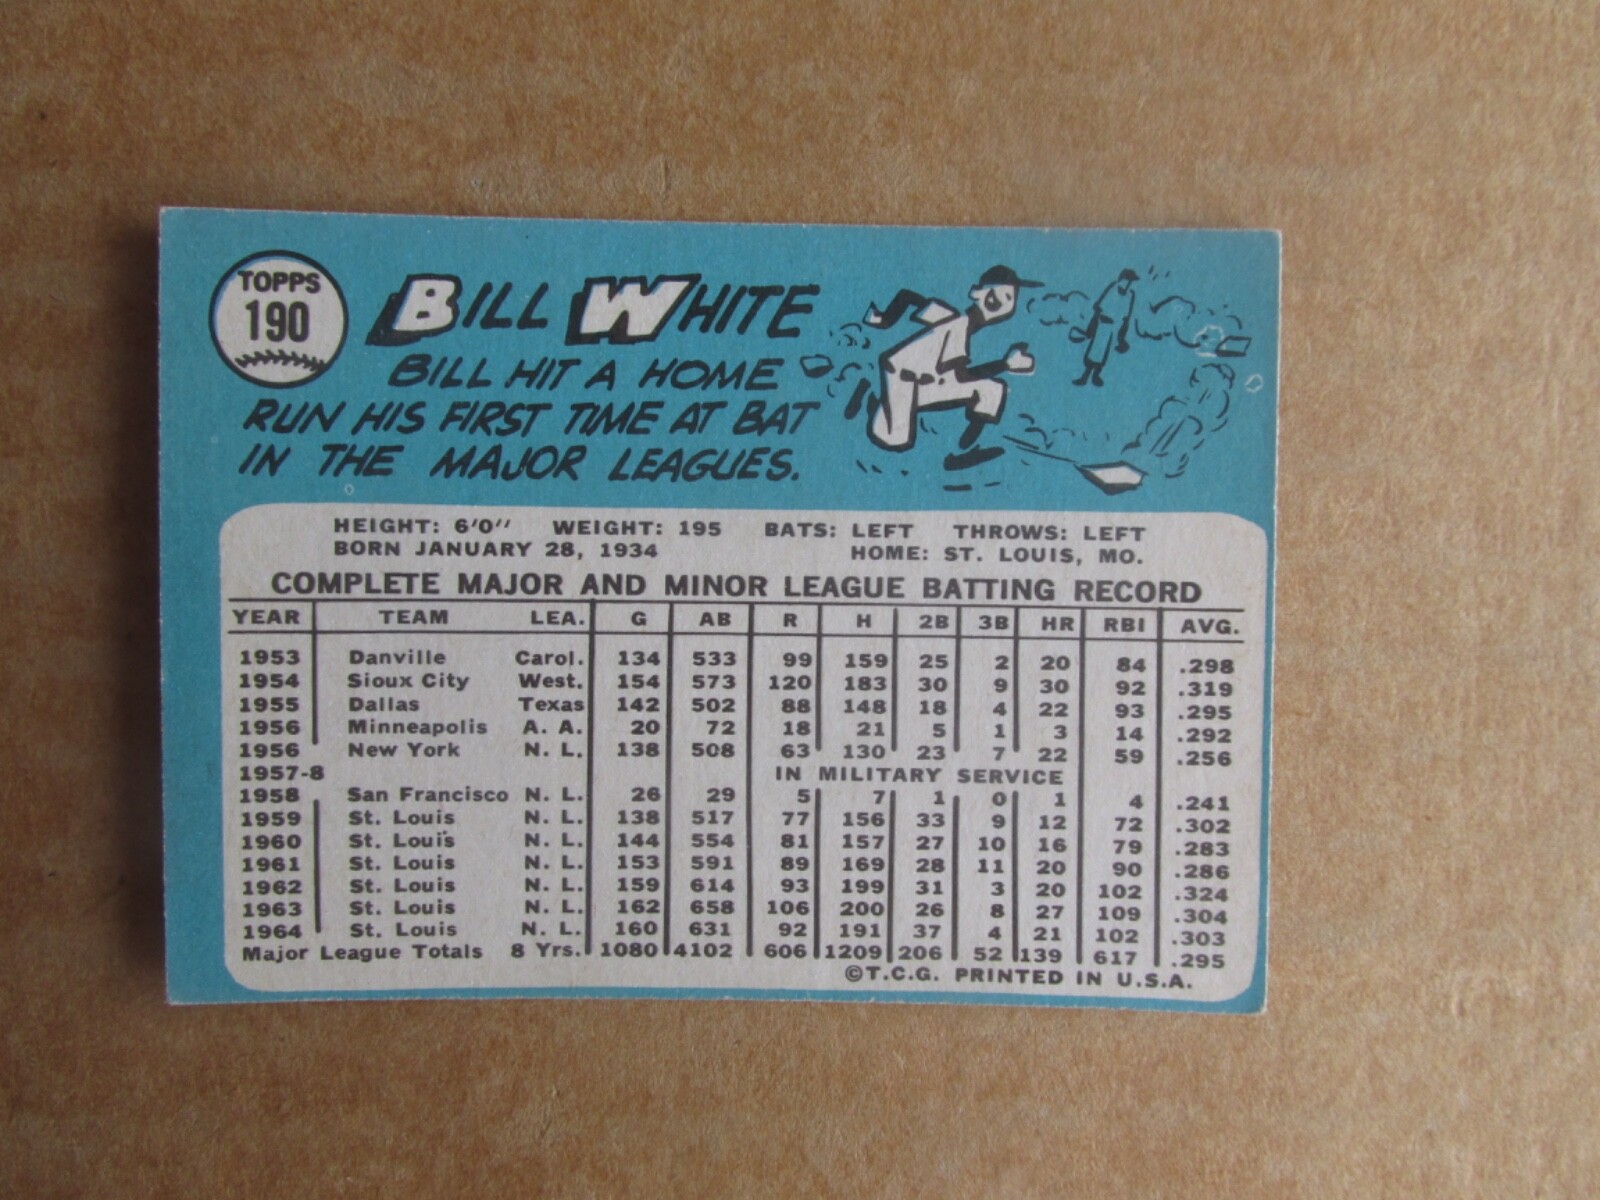 TOPPS
190
BILL WHITE
BILL HIT A HOME
RUN HIS FIRST TIME AT BAT
IN THE MAJOR LEAGUES.
HEIGHT: 6'0" WEIGHT: 195 BATS: LEFT THROWS: LEFT
BORN JANUARY 28, 1934 HOME: ST. LOUIS, MO.
COMPLETE MAJOR AND MINOR LEAGUE BATTING RECORD
YEAR TEAM LEA. G AB R H 2B 3B HR RBI AVG.
1953 Danville Carol. 134 533 99 159 25 2 20 84 .298
1954 Sioux City West. 154 573 120 183 30 9 30 92 .319
1955 Dallas Texas 142 502 88 148 18 4 22 93 .295
1956 Minneapolis A. A. 20 72 18 21 5 1 3 14 .292
1956 New York N. L. 138 508 63 130 23 7 22 59 .256
1957-8 IN MILITARY SERVICE
1958 San Francisco N. L. 26 29 5 7 1 0 1 4 .241
1959 St. Louis N. L. 138 517 77 156 33 9 12 72 .302
1960 St. Louis N. L. 144 554 81 157 27 10 16 79 .283
1961 St. Louis N. L. 153 591 89 169 28 11 20 90 .286
1962 St. Louis N. L. 159 614 93 199 31 3 20 102 .324
1963 St. Louis N. L. 162 658 106 200 26 8 27 109 .304
1964 St. Louis N. L. 160 631 92 191 37 4 21 102 .303
Major League Totals 8 Yrs. 1080 4102 606 1209 206 52 139 617 .295
©T.C.G. PRINTED IN U.S.A.